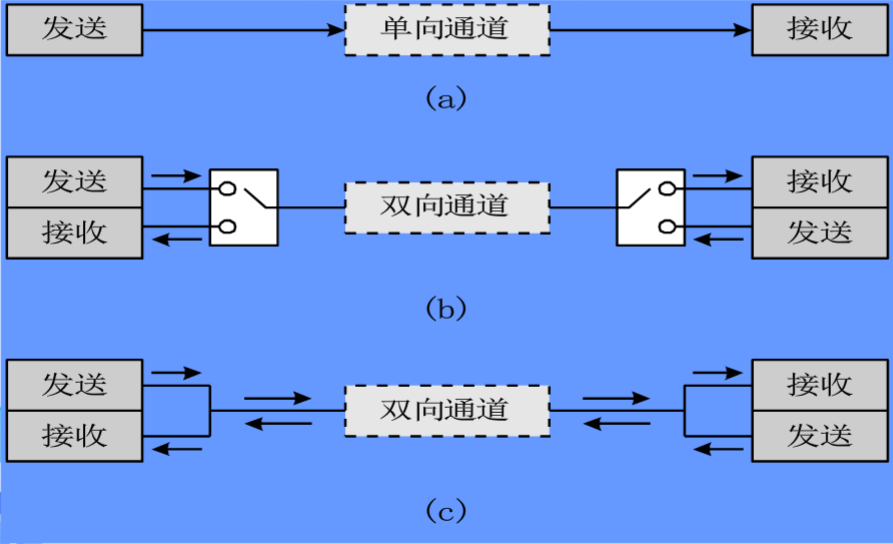 发送 单向通道 接收
(a)
发送 双向通道 接收
接收 发送
(b)
发送 双向通道 接收
接收 发送
(c)